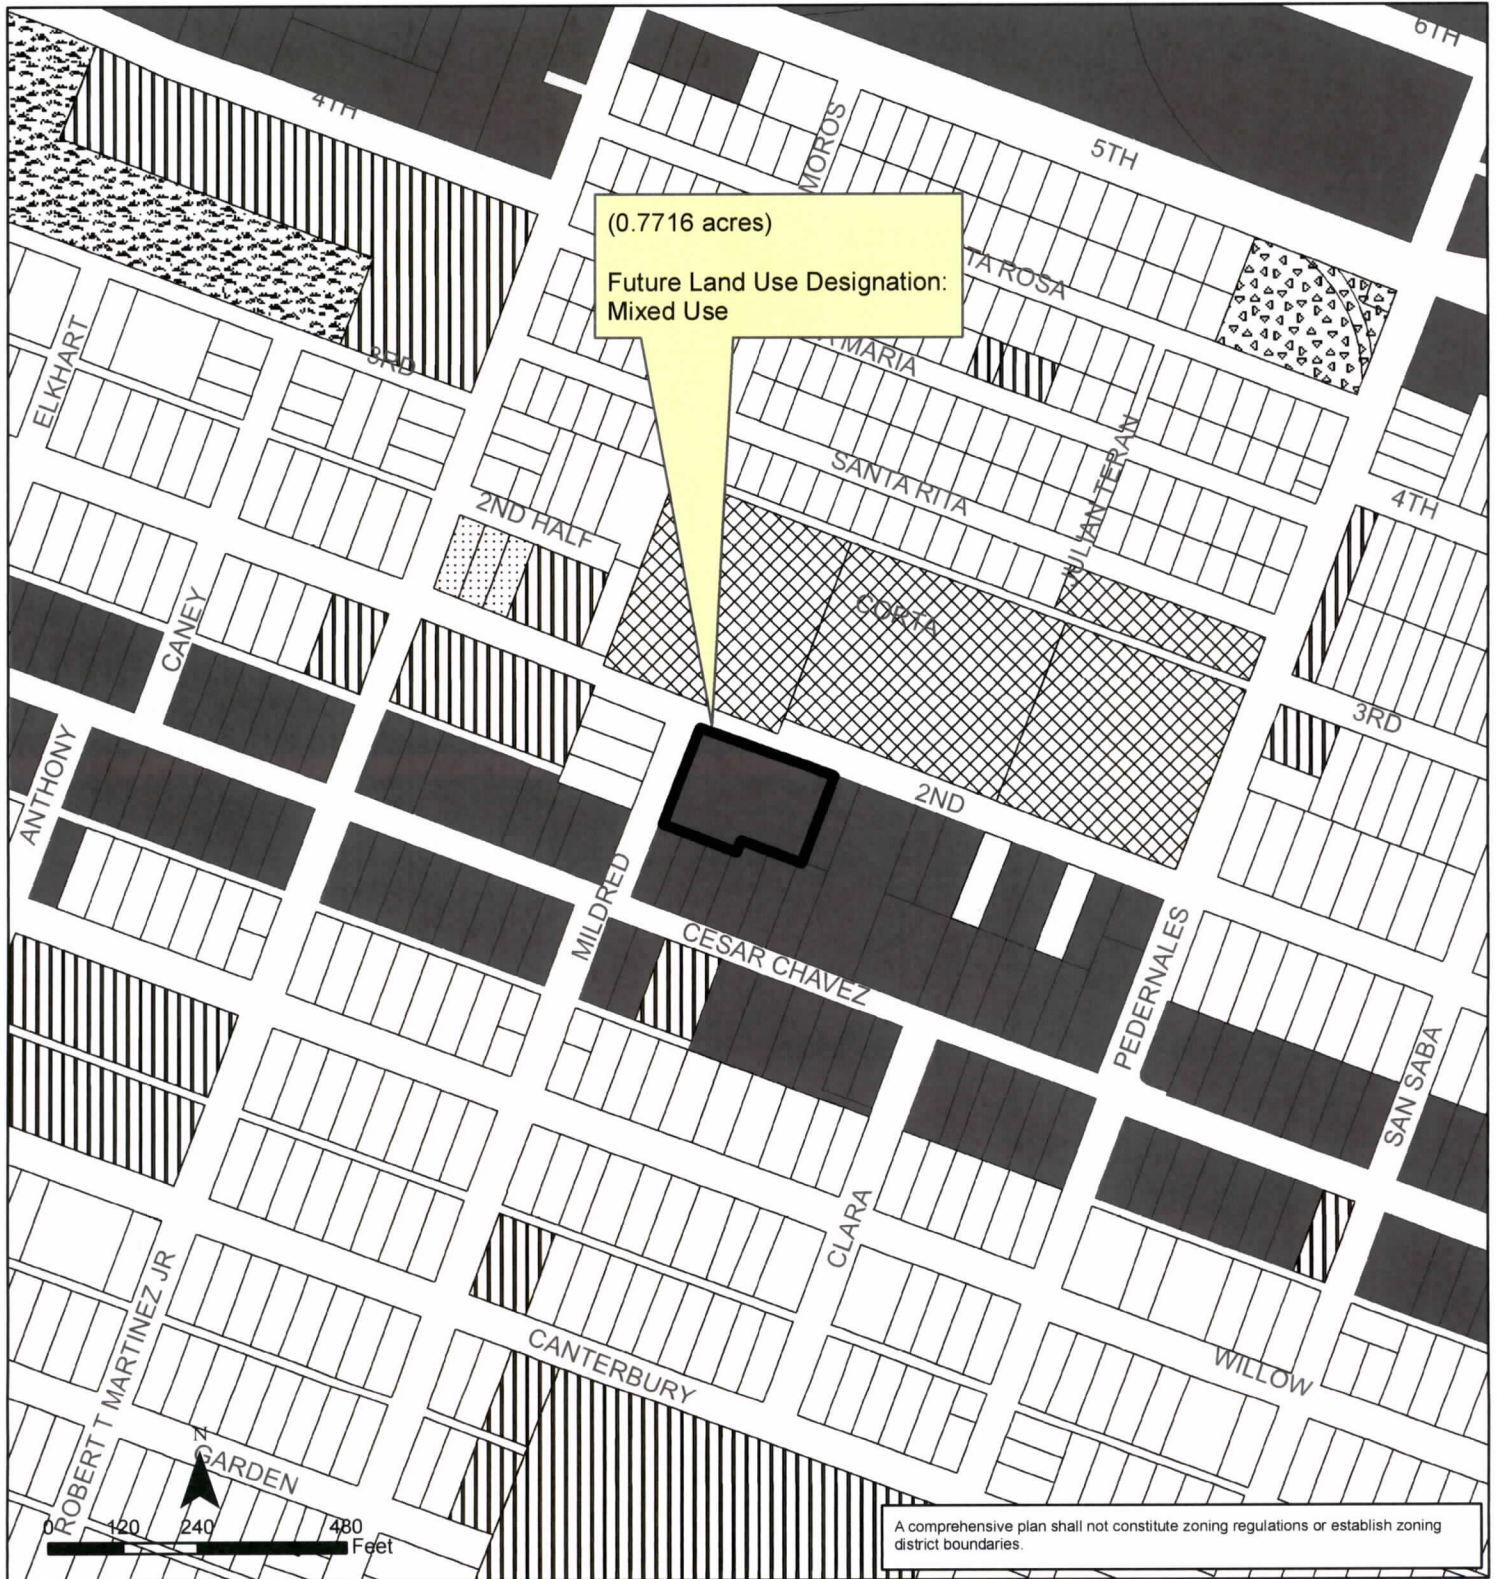 6TH
4TH
MOROS
5TH
(0.7716 acres)
Future Land Use Designation:
Mixed Use
TA ROSA
ELKHART
3RD
A MARIA
JULIAN TERAN
SANTA RITA
4TH
2ND HALF
CANEY
CORTA
3RD
ANTHONY
2ND
MILDRED
CESAR CHAVEZ
PEDERNALES
SAN SABA
CLARA
ROBERT T MARTINEZ JR
CANTERBURY
WILLOW
N
GARDEN
0 120 240 480
Feet
A comprehensive plan shall not constitute zoning regulations or establish zoning
district boundaries.